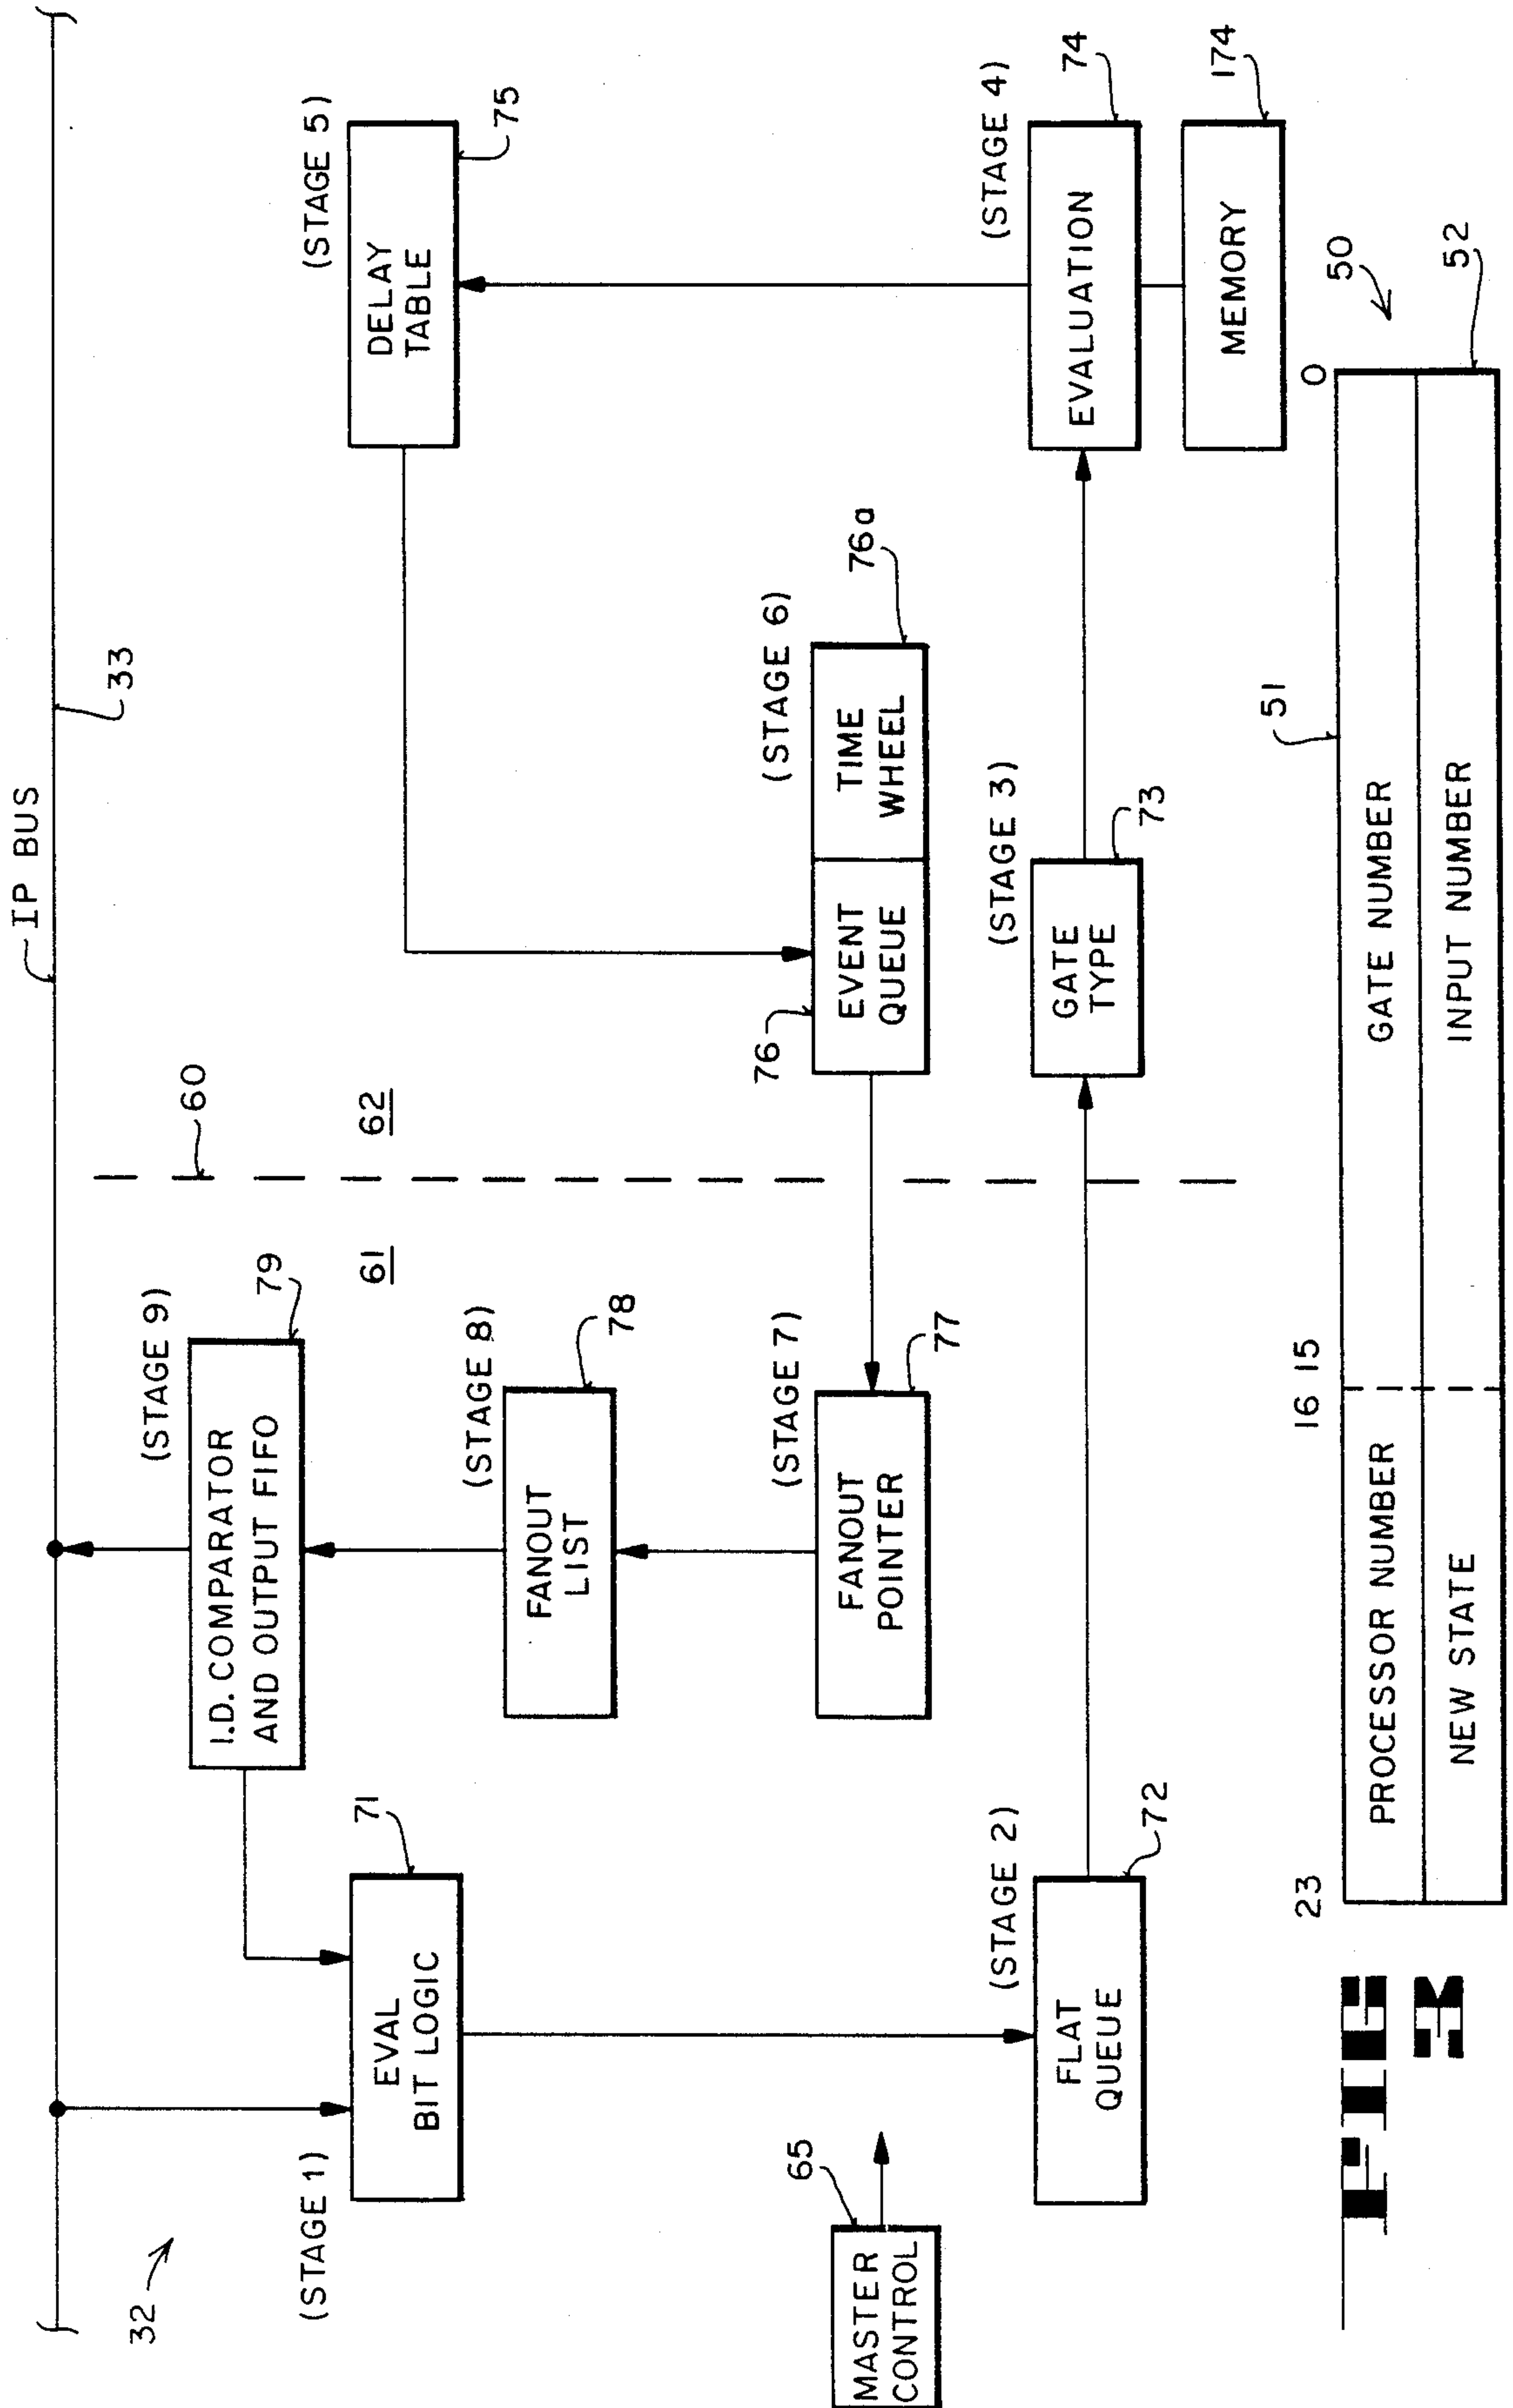 IP BUS
33
32
(STAGE 1)
EVAL
BIT LOGIC
71
I.D. COMPARATOR
AND OUTPUT FIFO
(STAGE 9)
79
60
61
62
DELAY
TABLE
(STAGE 5)
75
FANOUT
LIST
(STAGE 8)
78
FANOUT
POINTER
(STAGE 7)
77
76
EVENT
QUEUE
TIME
WHEEL
(STAGE 6)
76a
MASTER
CONTROL
65
FLAT
QUEUE
(STAGE 2)
72
GATE
TYPE
(STAGE 3)
73
EVALUATION
(STAGE 4)
74
MEMORY
174
23
16
15
51
0
50
PROCESSOR NUMBER
GATE NUMBER
NEW STATE
INPUT NUMBER
52
FIG
3